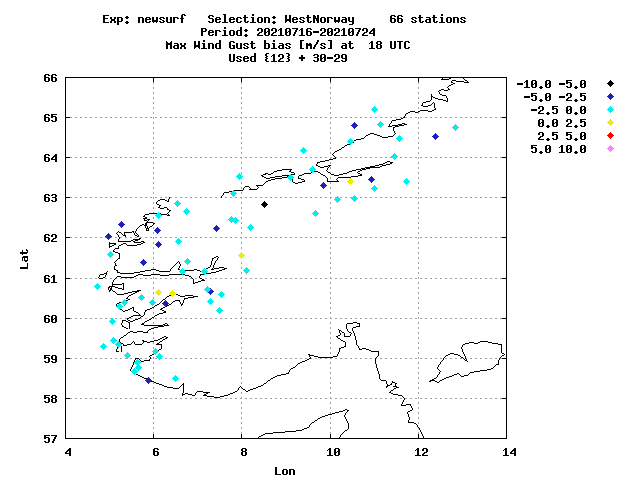 Exp: newsurf   Selection: WestNorway     66 stations
Period: 20210716-20210724
Max Wind Gust bias [m/s] at  18 UTC
Used {12} + 30-29
-10.0 -5.0
-5.0 -2.5
-2.5 0.0
0.0 2.5
2.5 5.0
5.0 10.0
66
65
64
63
62
61
60
59
58
57
Lat
4 6 8 10 12 14
Lon